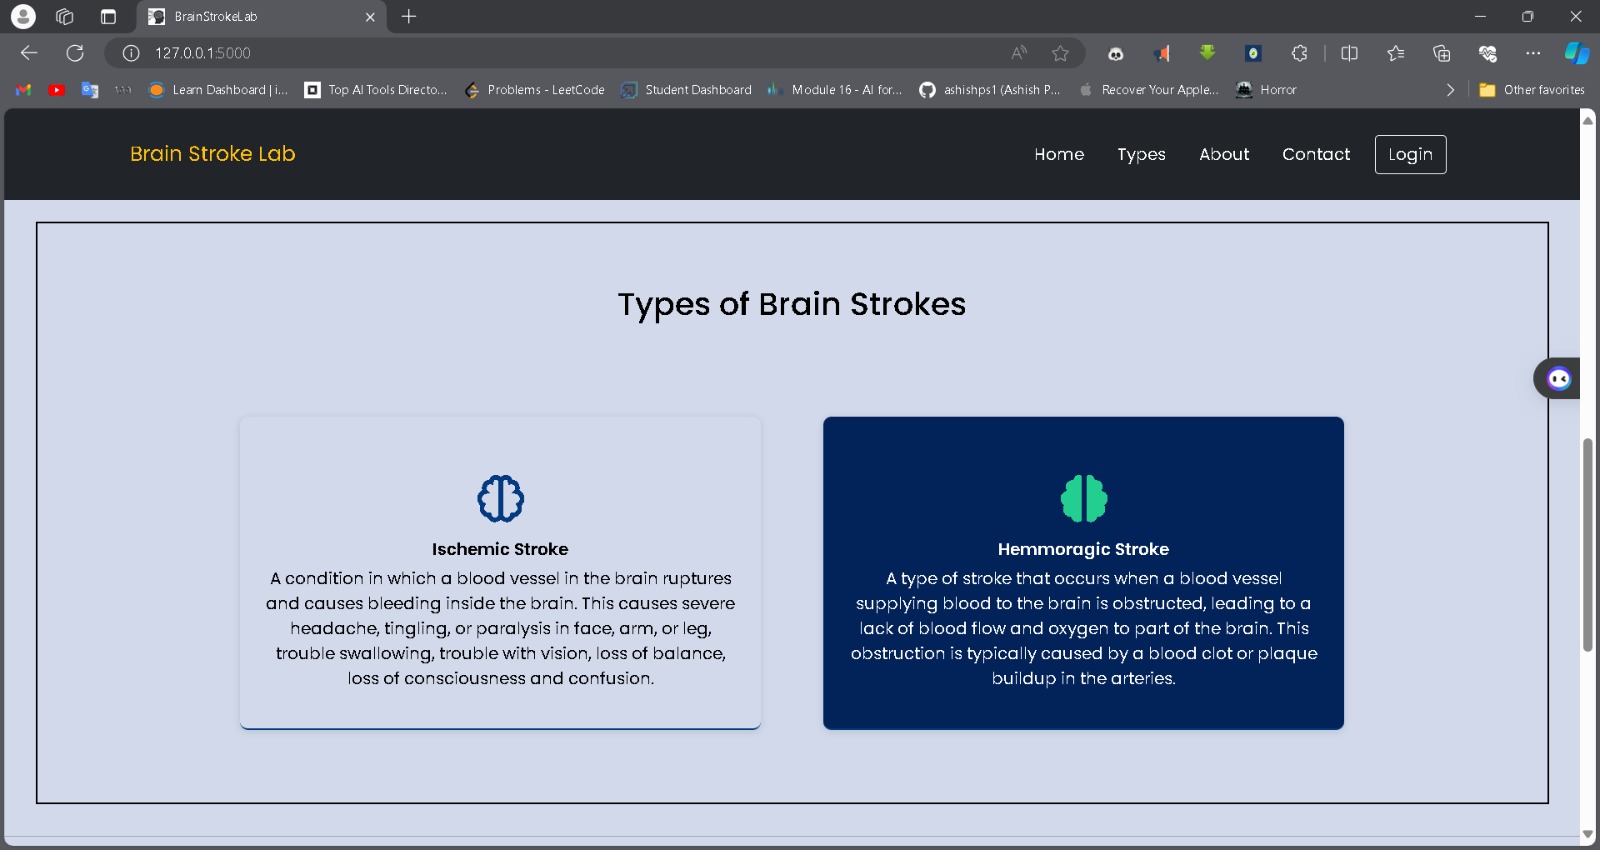 BrainStrokeLab
127.0.0.1:5000
Learn Dashboard | i...
Top AI Tools Directo...
Problems - LeetCode
Student Dashboard
Module 16 - AI for...
ashishps1 (Ashish P...
Recover Your Apple...
Horror
Other favorites
Brain Stroke Lab
Home
Types
About
Contact
Login
Types of Brain Strokes
Ischemic Stroke
A condition in which a blood vessel in the brain ruptures
and causes bleeding inside the brain. This causes severe
headache, tingling, or paralysis in face, arm, or leg,
trouble swallowing, trouble with vision, loss of balance,
loss of consciousness and confusion.
Hemmoragic Stroke
A type of stroke that occurs when a blood vessel
supplying blood to the brain is obstructed, leading to a
lack of blood flow and oxygen to part of the brain. This
obstruction is typically caused by a blood clot or plaque
buildup in the arteries.